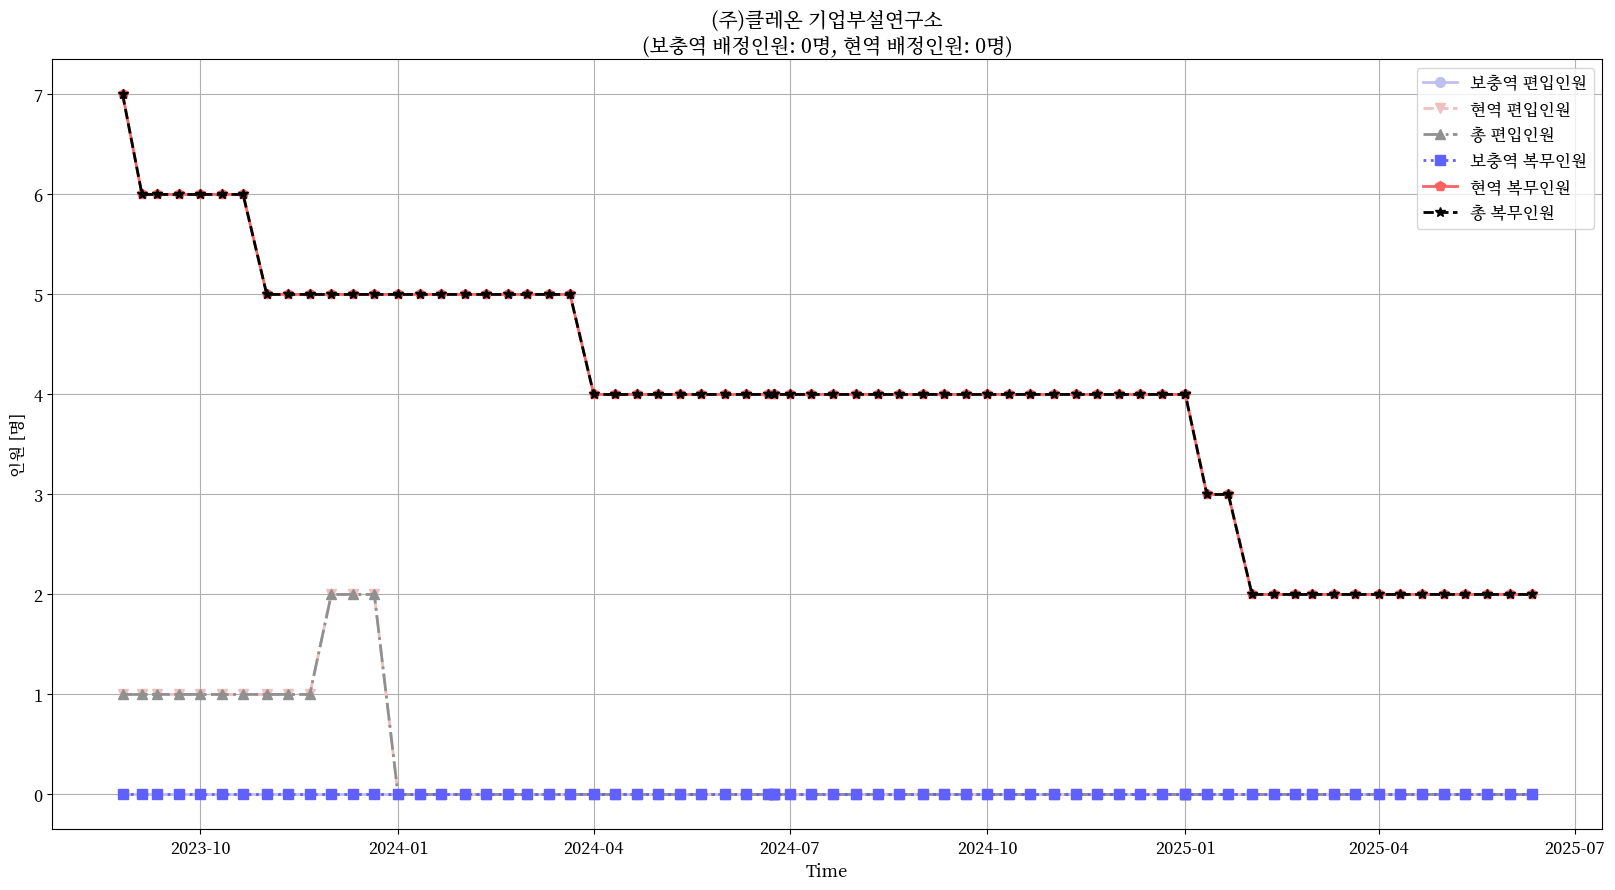 (주)클레온 기업부설연구소
(보충역 배정인원: 0명, 현역 배정인원: 0명)
보충역 편입인원
현역 편입인원
총 편입인원
보충역 복무인원
현역 복무인원
총 복무인원
인원 [명]
7
6
5
4
3
2
1
0
2023-10
2024-01
2024-04
2024-07
2024-10
2025-01
2025-04
2025-07
Time